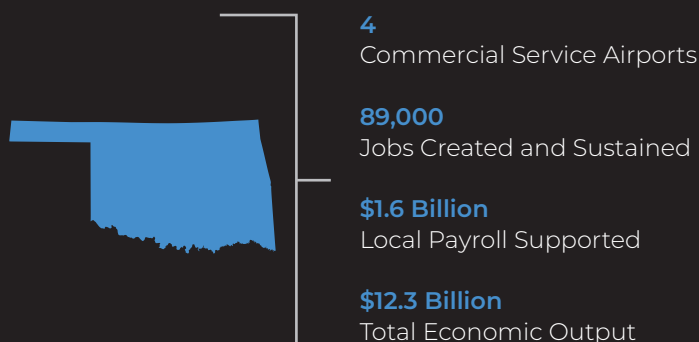 4
Commercial Service Airports
89,000
Jobs Created and Sustained
$1.6 Billion
Local Payroll Supported
$12.3 Billion
Total Economic Output